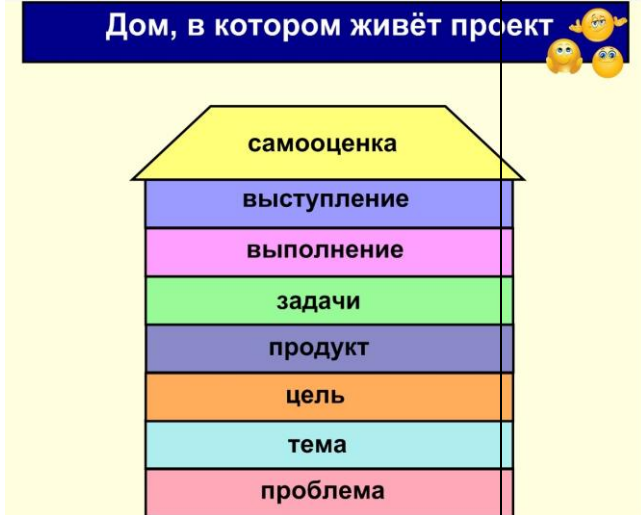 Дом, в котором живёт проект
самооценка
выступление
выполнение
задачи
продукт
цель
тема
проблема